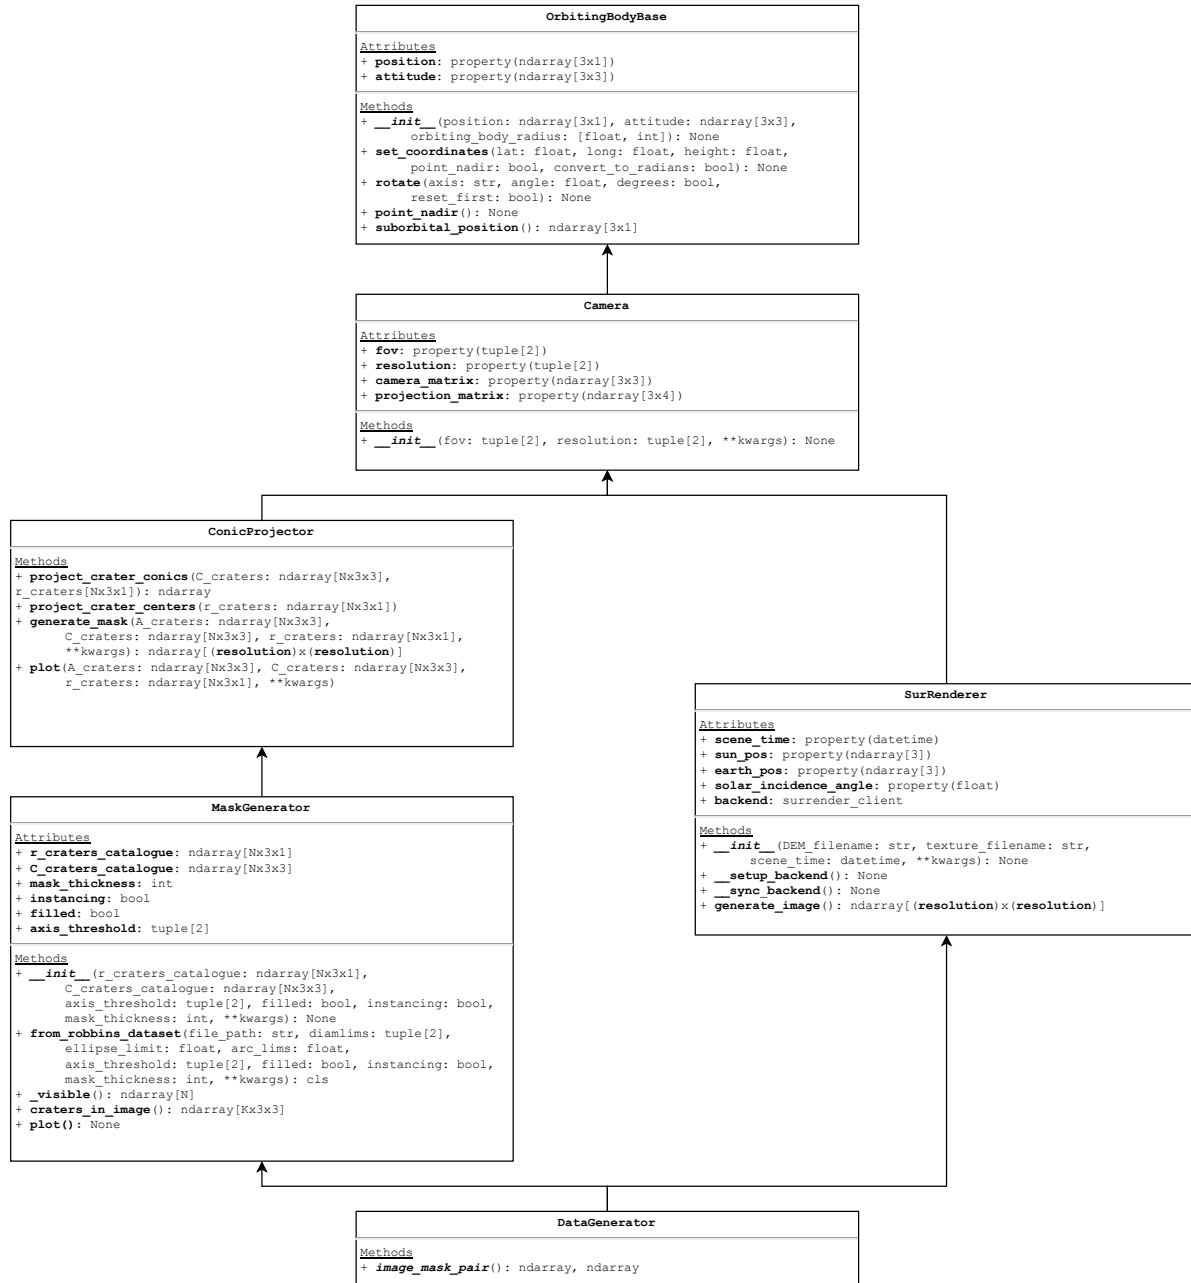 OrbitingBodyBase
Attributes
+ position: property(ndarray[3x1])
+ attitude: property(ndarray[3x3])
Methods
+ __init__(position: ndarray[3x1], attitude: ndarray[3x3],
orbiting_body_radius: [float, int]): None
+ set_coordinates(lat: float, long: float, height: float,
point_nadir: bool, convert_to_radians: bool): None
+ rotate(axis: str, angle: float, degrees: bool,
reset_first: bool): None
+ point_nadir(): None
+ suborbital_position(): ndarray[3x1]
Camera
Attributes
+ fov: property(tuple[2])
+ resolution: property(tuple[2])
+ camera_matrix: property(ndarray[3x3])
+ projection_matrix: property(ndarray[3x4])
Methods
+ __init__(fov: tuple[2], resolution: tuple[2], **kwargs): None
ConicProjector
Methods
+ project_crater_conics(C_craters: ndarray[Nx3x3],
r_craters[Nx3x1]): ndarray
+ project_crater_centers(r_craters: ndarray[Nx3x1])
+ generate_mask(A_craters: ndarray[Nx3x3],
C_craters: ndarray[Nx3x3], r_craters: ndarray[Nx3x1],
**kwargs): ndarray[(resolution)x(resolution)]
+ plot(A_craters: ndarray[Nx3x3], C_craters: ndarray[Nx3x3],
r_craters: ndarray[Nx3x1], **kwargs)
SurRenderer
Attributes
+ scene_time: property(datetime)
+ sun_pos: property(ndarray[3])
+ earth_pos: property(ndarray[3])
+ solar_incidence_angle: property(float)
+ backend: surrender_client
Methods
+ __init__(DEM_filename: str, texture_filename: str,
scene_time: datetime, **kwargs): None
+ __setup_backend(): None
+ __sync_backend(): None
+ generate_image(): ndarray[(resolution)x(resolution)]
MaskGenerator
Attributes
+ r_craters_catalogue: ndarray[Nx3x1]
+ C_craters_catalogue: ndarray[Nx3x3]
+ mask_thickness: int
+ instancing: bool
+ filled: bool
+ axis_threshold: tuple[2]
Methods
+ __init__(r_craters_catalogue: ndarray[Nx3x1],
C_craters_catalogue: ndarray[Nx3x3],
axis_threshold: tuple[2], filled: bool, instancing: bool,
mask_thickness: int, **kwargs): None
+ from_robbins_dataset(file_path: str, diamlims: tuple[2],
ellipse_limit: float, arc_lims: float,
axis_threshold: tuple[2], filled: bool, instancing: bool,
mask_thickness: int, **kwargs): cls
+ _visible(): ndarray[N]
+ craters_in_image(): ndarray[Kx3x3]
+ plot(): None
DataGenerator
Methods
+ image_mask_pair(): ndarray, ndarray